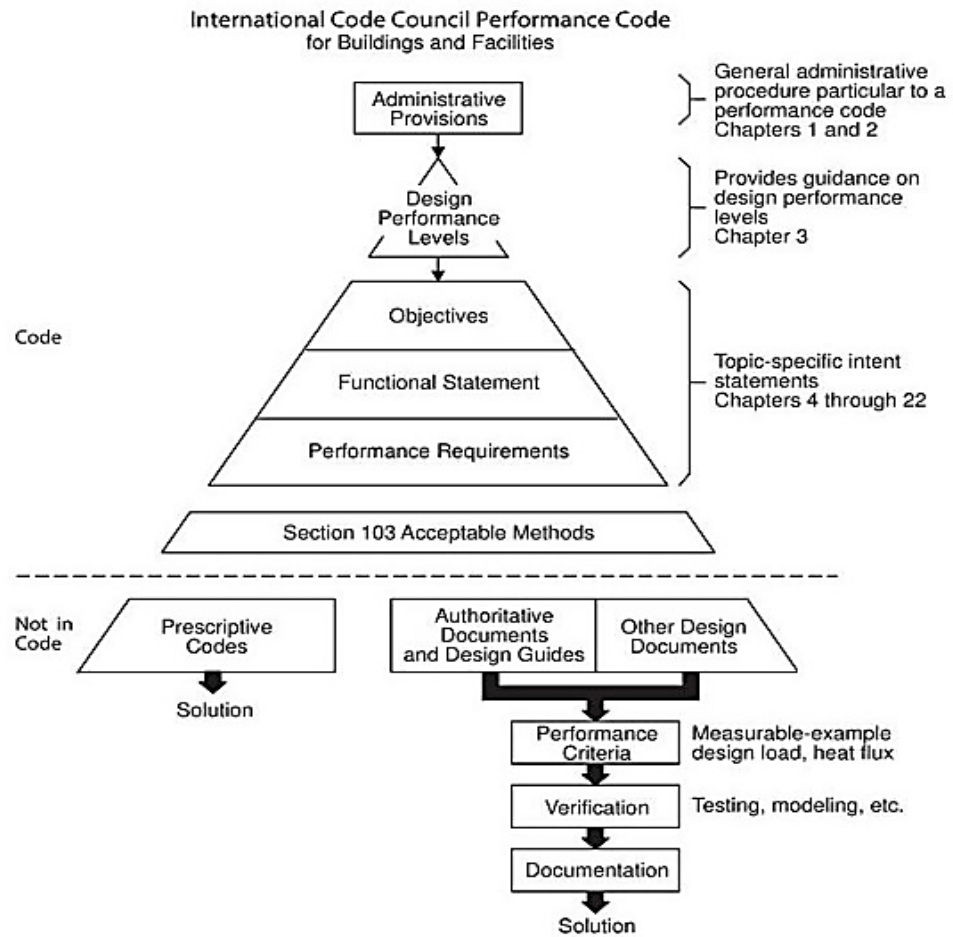 International Code Council Performance Code
for Buildings and Facilities
Administrative
Provisions
General administrative
procedure particular to a
performance code
Chapters 1 and 2
Design
Performance
Levels
Provides guidance on
design performance
levels
Chapter 3
Code
Objectives
Functional Statement
Performance Requirements
Topic-specific intent
statements
Chapters 4 through 22
Section 103 Acceptable Methods
Not in
Code
Prescriptive
Codes
Solution
Authoritative
Documents
and Design Guides
Other Design
Documents
Performance
Criteria
Measurable-example
design load, heat flux
Verification
Testing, modeling, etc.
Documentation
Solution